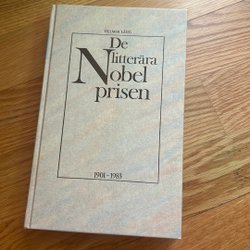 De
litterära
Nobel
prisen
1901-1983